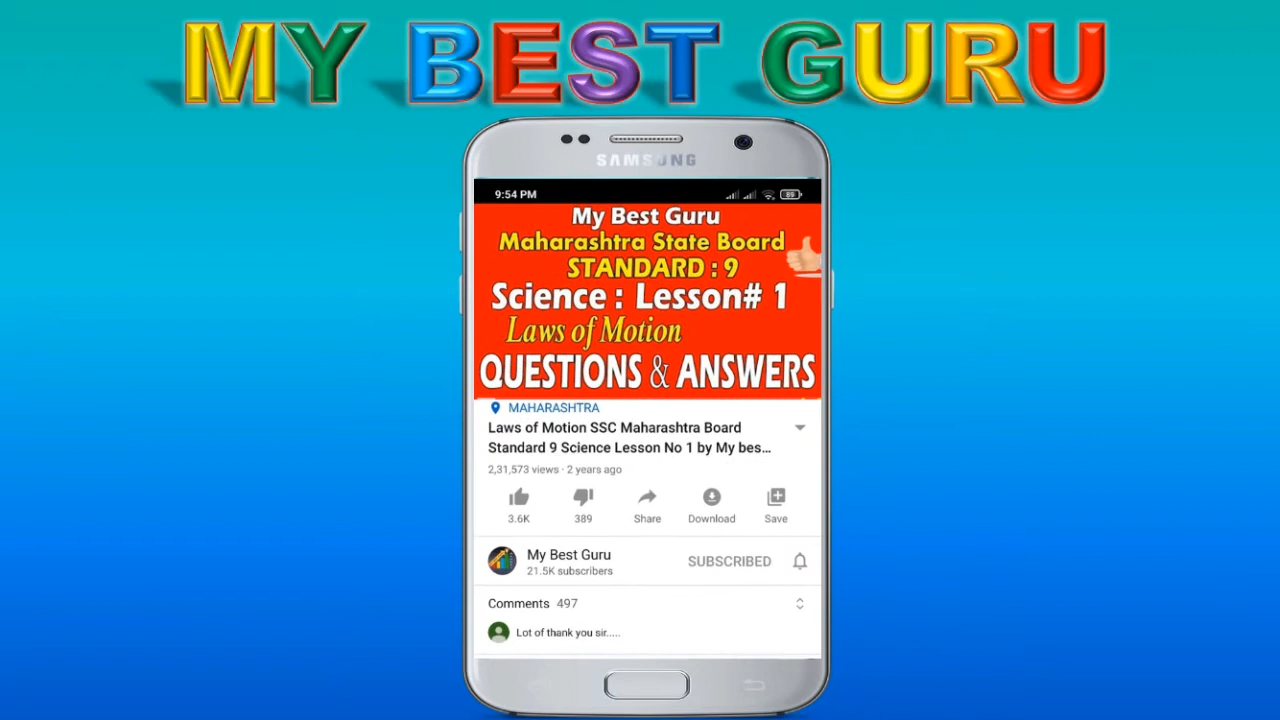 MY BEST GURU
SAMSUNG
9:54 PM
89
My Best Guru
Maharashtra State Board
STANDARD : 9
Science : Lesson# 1
Laws of Motion
QUESTIONS & ANSWERS
MAHARASHTRA
Laws of Motion SSC Maharashtra Board
Standard 9 Science Lesson No 1 by My bes...
2,31,573 views · 2 years ago
3.6K 389 Share Download Save
My Best Guru
21.5K subscribers
SUBSCRIBED
Comments 497
Lot of thank you sir.....